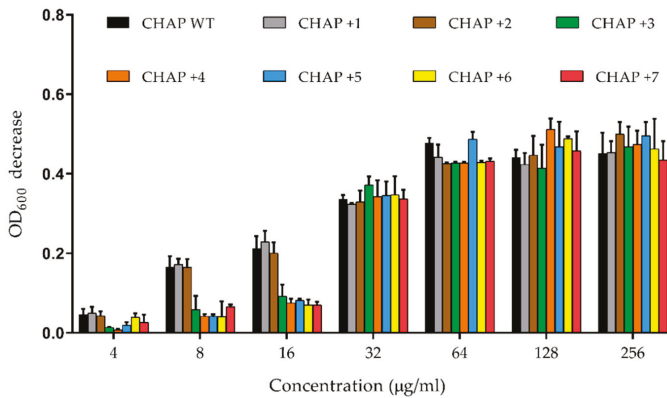 0.8
CHAP WT CHAP +1 CHAP +2 CHAP +3
CHAP +4 CHAP +5 CHAP +6 CHAP +7
0.6
0.4
0.2
0.0
OD600 decrease
4 8 16 32 64 128 256
Concentration (μg/ml)